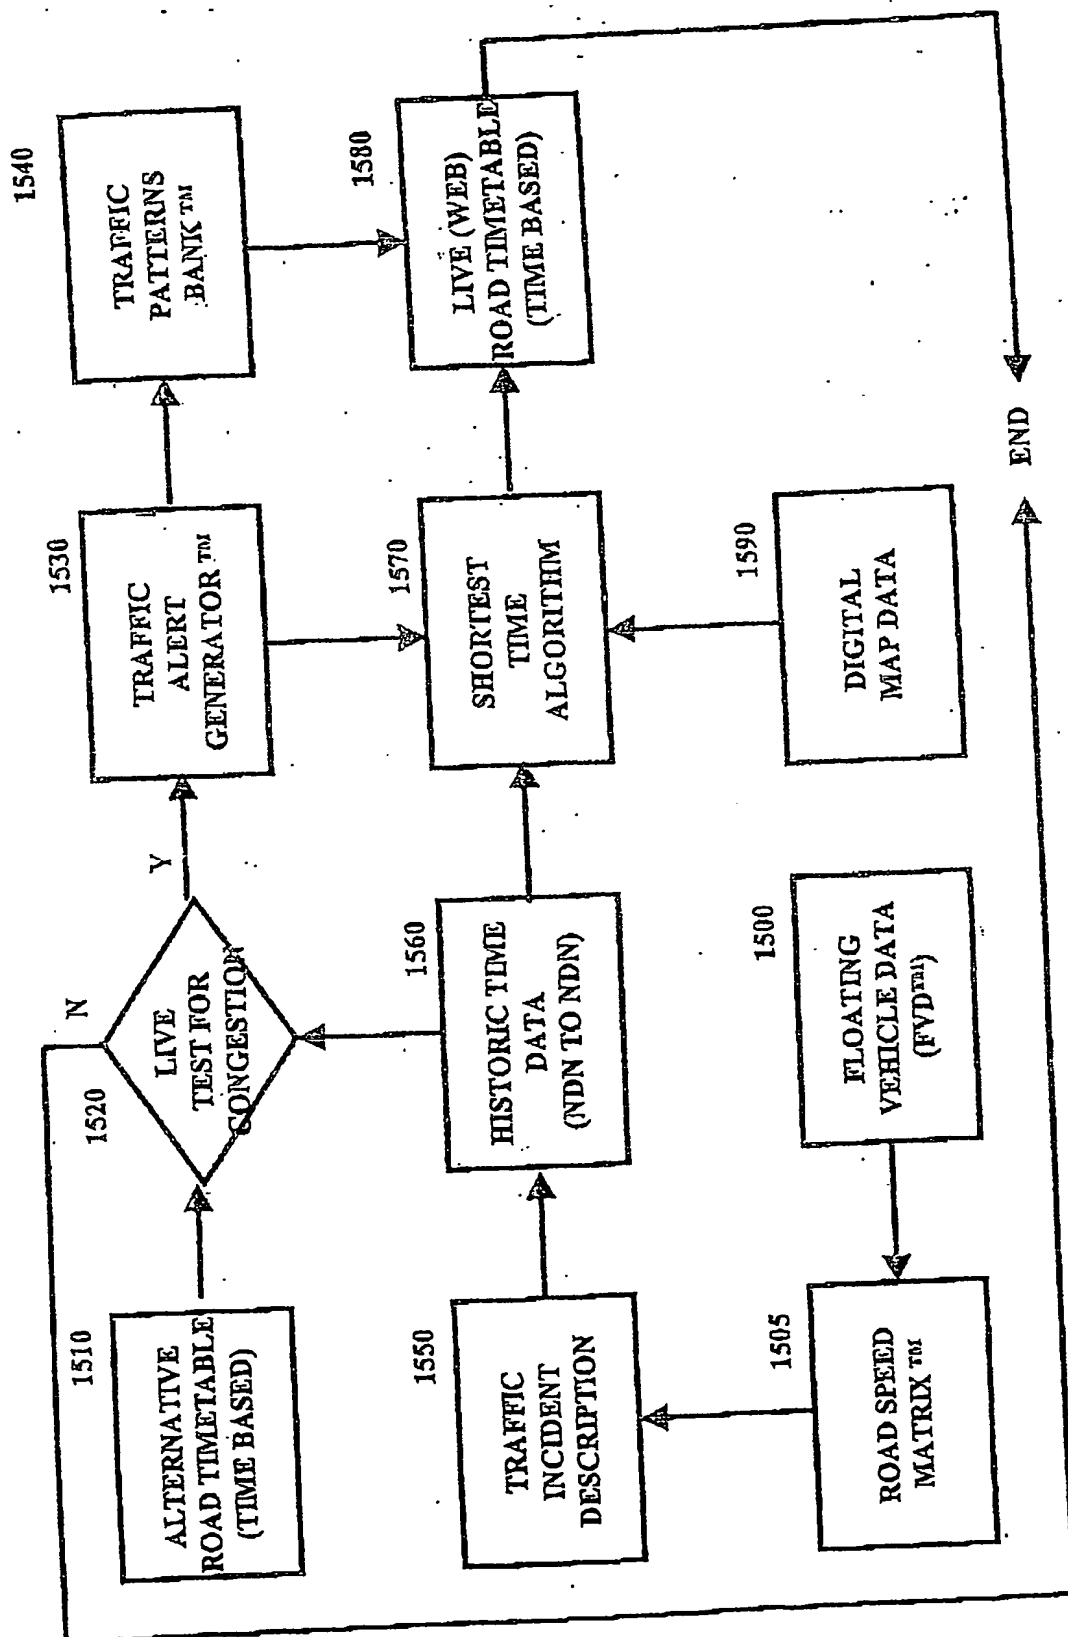 1510
ALTERNATIVE
ROAD TIMETABLE
(TIME BASED)
1520
LIVE
TEST FOR
CONGESTION
N
Y
1530
TRAFFIC
ALERT
GENERATOR™
1540
TRAFFIC
PATTERNS
BANK™
1550
TRAFFIC
INCIDENT
DESCRIPTION
1560
HISTORIC TIME
DATA
(NDN TO NDN)
1570
SHORTEST
TIME
ALGORITHM
1580
LIVE (WEB)
ROAD TIMETABLE
(TIME BASED)
1505
ROAD SPEED
MATRIX™
1500
FLOATING
VEHICLE DATA
(FVD™)
1590
DIGITAL
MAP DATA
END